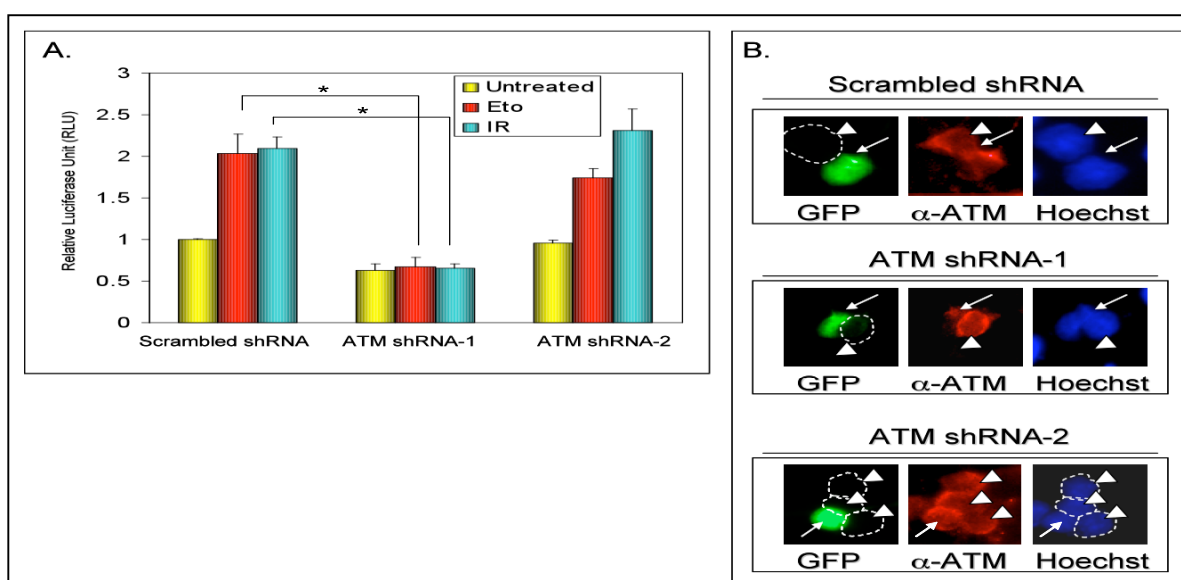 A.
3
2.5
2
1
0.5
0
Relative Luciferase Unit (RLU)
Untreated
Eto
IR
*
*
Scrambled shRNA
ATM shRNA-1
ATM shRNA-2
B.
Scrambled shRNA
GFP
α-ATM
Hoechst
ATM shRNA-1
GFP
α-ATM
Hoechst
ATM shRNA-2
GFP
α-ATM
Hoechst